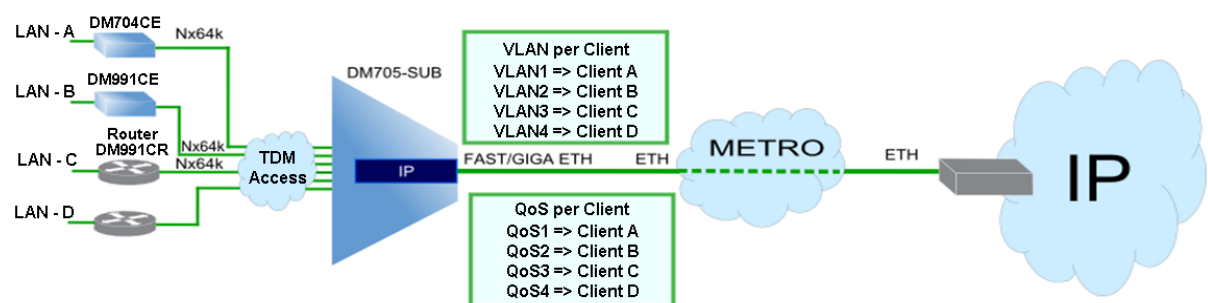 LAN - A
DM704CE
Nx64k
LAN - B
DM991CE
Nx64k
LAN - C
Router
DM991CR
Nx64k
LAN - D
TDM
Access
DM705-SUB
IP
VLAN per Client
VLAN1 => Client A
VLAN2 => Client B
VLAN3 => Client C
VLAN4 => Client D
FAST/GIGA ETH
ETH
METRO
ETH
IP
QoS per Client
QoS1 => Client A
QoS2 => Client B
QoS3 => Client C
QoS4 => Client D